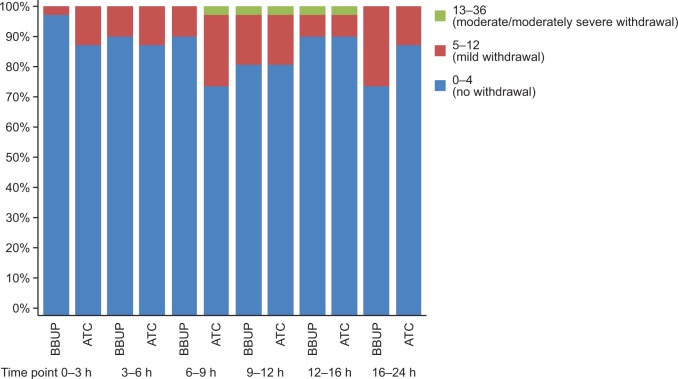 100%
90%
80%
70%
60%
50%
40%
30%
20%
10%
0%
13–36
(moderate/moderately severe withdrawal)
5–12
(mild withdrawal)
0–4
(no withdrawal)
BBUP ATC BBUP ATC BBUP ATC BBUP ATC BBUP ATC BBUP ATC
Time point 0–3 h 3–6 h 6–9 h 9–12 h 12–16 h 16–24 h